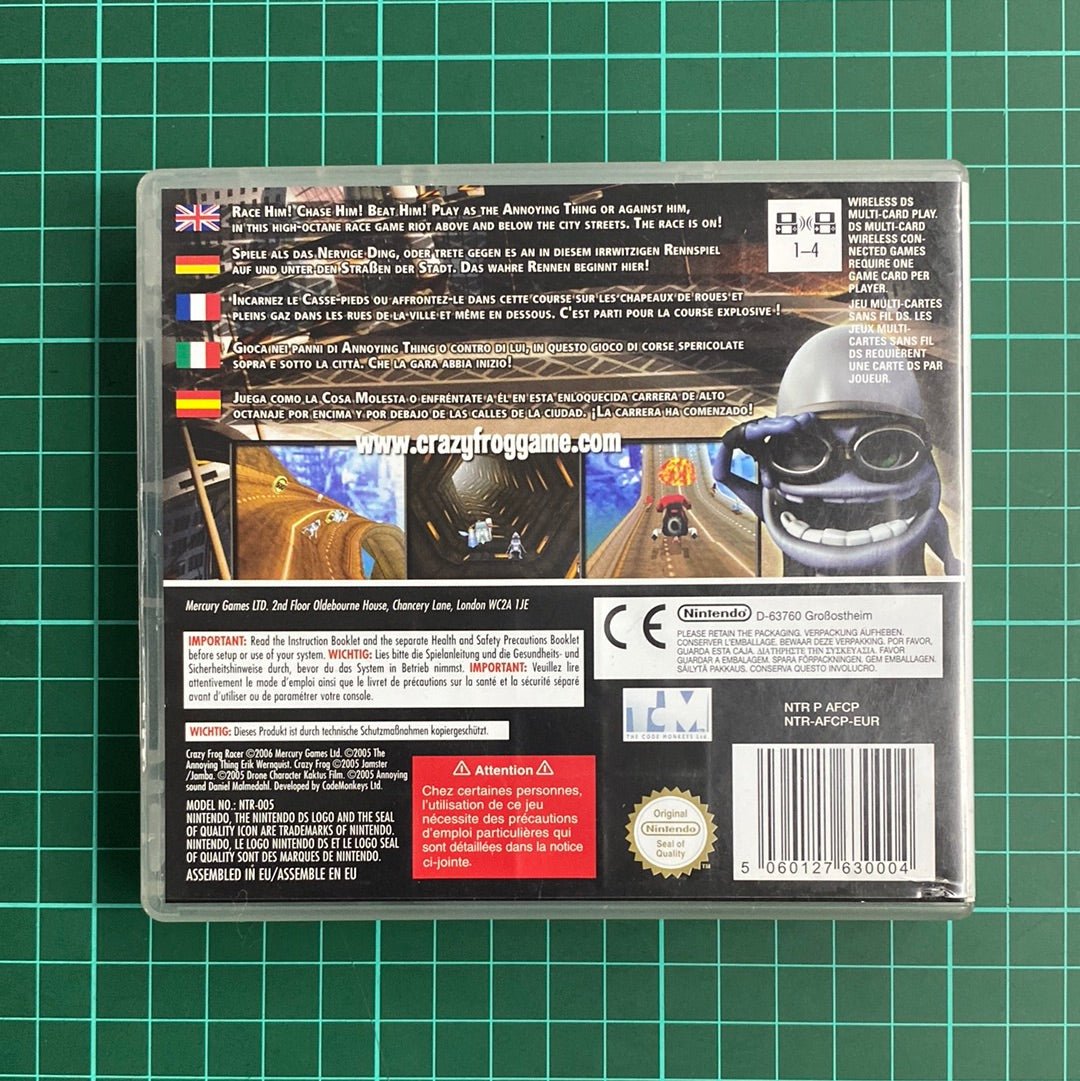 RACE HIM! CHASE HIM! BEAT HIM! PLAY AS THE ANNOYING THING OR AGAINST HIM,
IN THIS HIGH-OCTANE RACE GAME RIOT ABOVE AND BELOW THE CITY STREETS. THE RACE IS ON!
SPIELE ALS DAS NERVIGE DING, ODER TRETE GEGEN ES AN IN DIESEM IRRWITZIGEN RENNSPIEL
AUF UND UNTER DEN STRAßEN DER STADT. DAS WAHRE RENNEN BEGINNT HIER!
INCARNEZ LE CASSE-PIEDS OU AFFRONTEZ-LE DANS CETTE COURSE SUR LES CHAPEAUX DE ROUES ET
PLEINS GAZ DANS LES RUES DE LA VILLE ET MÊME EN DESSOUS. C'EST PARTI POUR LA COURSE EXPLOSIVE !
GIOCA NEI PANNI DI ANNOYING THING O CONTRO DI LUI, IN QUESTO GIOCO DI CORSE SPERICOLATE
SOPRA E SOTTO LA CITTÀ. CHE LA GARA ABBIA INIZIO!
JUEGA COMO LA COSA MOLESTA O ENFRÉNTATE A ÉL EN ESTA ENLOQUECIDA CARRERA DE ALTO
OCTANAJE POR ENCIMA Y POR DEBAJO DE LAS CALLES DE LA CIUDAD. ¡LA CARRERA HA COMENZADO!
1–4
WIRELESS DS
MULTI-CARD PLAY.
DS MULTI-CARD
WIRELESS CON-
NECTED GAMES
REQUIRE ONE
GAME CARD PER
PLAYER.
JEU MULTI-CARTES
SANS FIL DS. LES
JEUX MULTI-
CARTES SANS FIL
DS REQUIÈRENT
UNE CARTE DS PAR
JOUEUR.
www.crazyfroggame.com
Mercury Games LTD. 2nd Floor Oldebourne House, Chancery Lane, London WC2A 1JE
IMPORTANT: Read the Instruction Booklet and the separate Health and Safety Precautions Booklet
before setup or use of your system. WICHTIG: Lies bitte die Spielanleitung und die Gesundheits- und
Sicherheitshinweise durch, bevor du das System in Betrieb nimmst. IMPORTANT: Veuillez lire
attentivement le mode d'emploi ainsi que le livret de précautions sur la santé et la sécurité séparé
avant d'utiliser ou de paramétrer votre console.
CE Nintendo D-63760 Großostheim
PLEASE RETAIN THE PACKAGING. VERPACKUNG AUFHEBEN.
CONSERVER L'EMBALLAGE. BEWAAR DEZE VERPAKKING. POR FAVOR,
GUARDA ESTA CAJA. ΔΙΑΤΗΡΗΣΤΕ ΤΗΝ ΣΥΣΚΕΥΑΣΙΑ. FAVOR
GUARDAR A EMBALAGEM. SPARA FÖRPACKNINGEN. GEM EMBALLAGEN.
SÄILYTÄ PAKKAUS. CONSERVA QUESTO INVOLUCRO.
TCM
THE CODE MONKEYS Ltd.
NTR P AFCP
NTR-AFCP-EUR
WICHTIG: Dieses Produkt ist durch technische Schutzmaßnahmen kopiergeschützt.
Crazy Frog Racer ©2006 Mercury Games Ltd. ©2005 The
Annoying Thing Erik Wernquist. Crazy Frog ©2005 Jamster
/Jamba. ©2005 Drone Character Kaktus Film. ©2005 Annoying
sound Daniel Malmedahl. Developed by CodeMonkeys Ltd.
MODEL NO.: NTR-005
NINTENDO, THE NINTENDO DS LOGO AND THE SEAL
OF QUALITY ICON ARE TRADEMARKS OF NINTENDO.
NINTENDO, LE LOGO NINTENDO DS ET LE LOGO SEAL
OF QUALITY SONT DES MARQUES DE NINTENDO.
ASSEMBLED IN EU/ASSEMBLE EN EU
Attention
Chez certaines personnes,
l'utilisation de ce jeu
nécessite des précautions
d'emploi particulières qui
sont détaillées dans la notice
ci-jointe.
Original
Nintendo
Seal of
Quality
TM
5 060127 630004